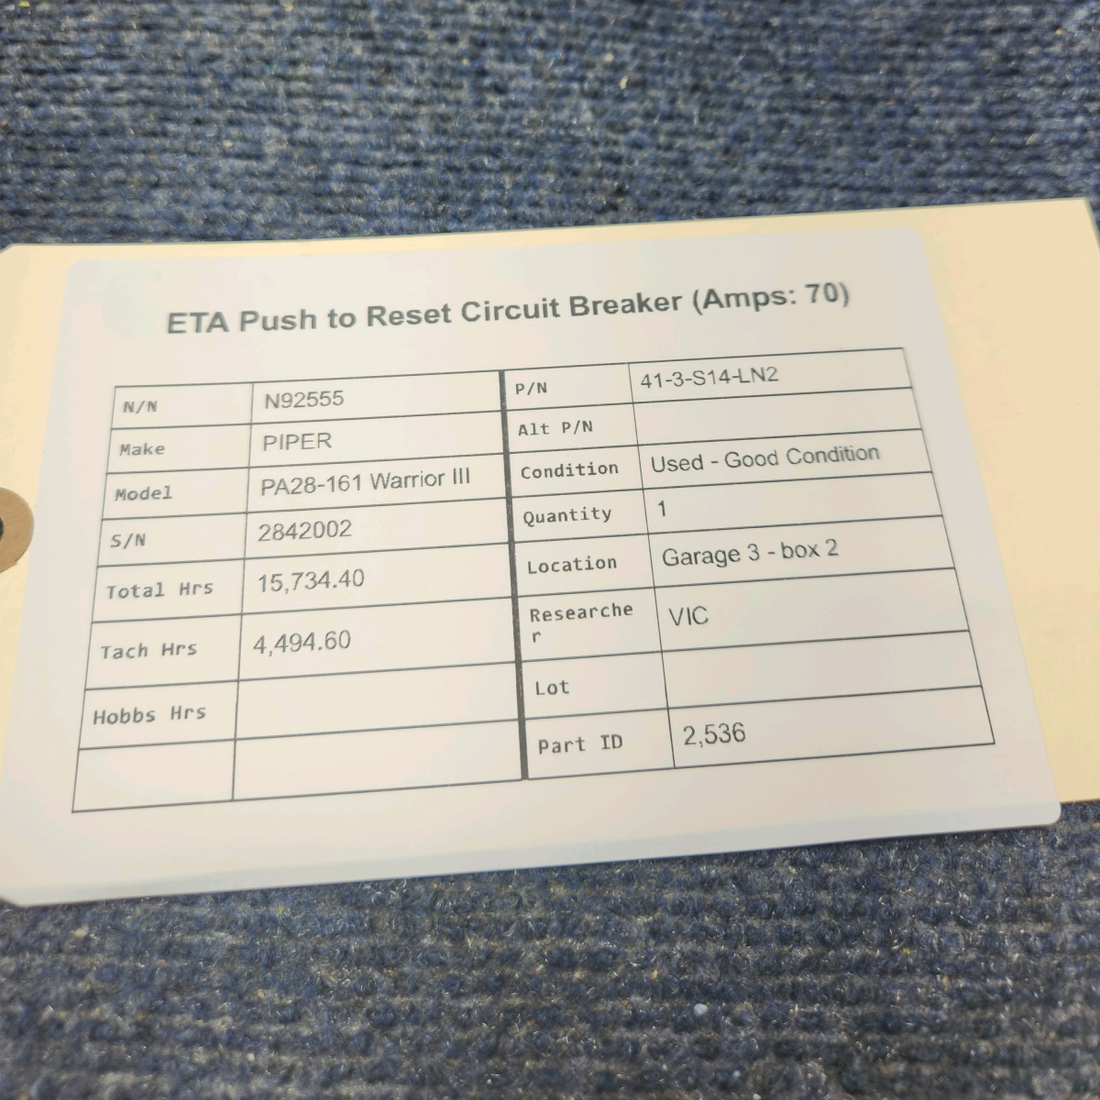 ETA Push to Reset Circuit Breaker (Amps: 70)
N/N N92555 P/N 41-3-S14-LN2
Make PIPER Alt P/N
Model PA28-161 Warrior III Condition Used - Good Condition
S/N 2842002 Quantity 1
Total Hrs 15,734.40 Location Garage 3 - box 2
Tach Hrs 4,494.60 Researche
r VIC
Hobbs Hrs Lot
Part ID 2,536